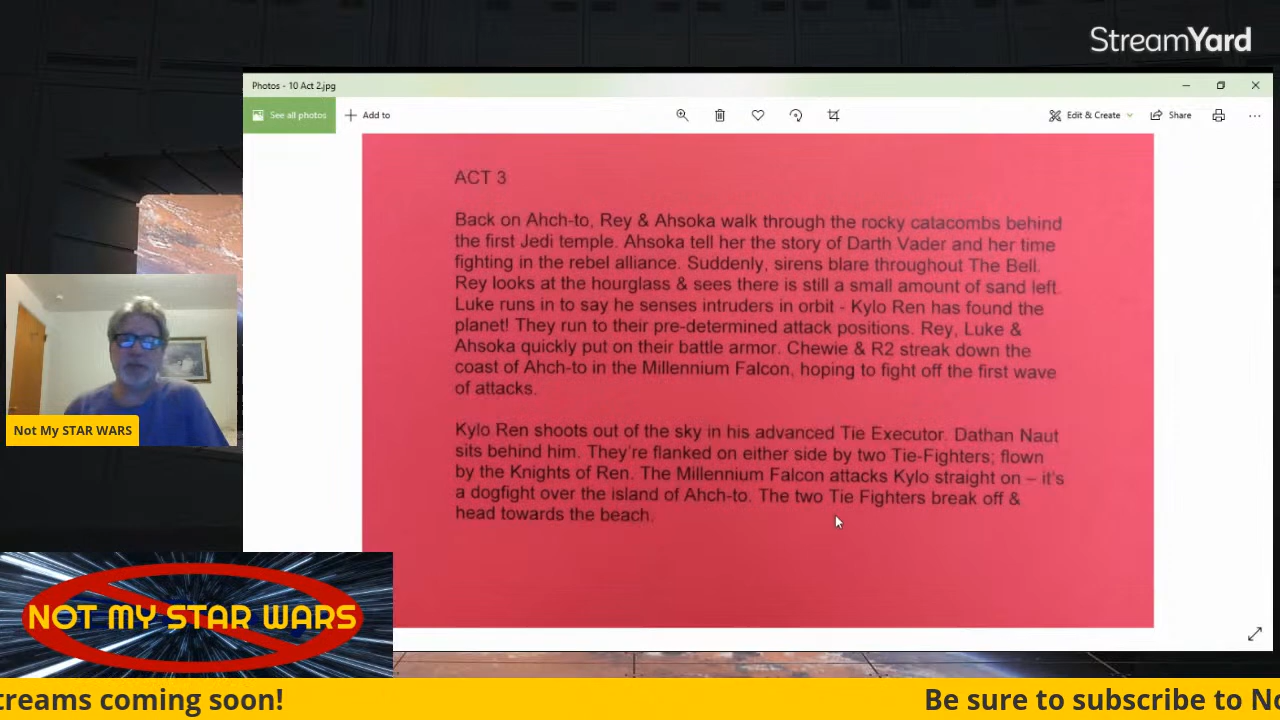 StreamYard
Photos - 10 Act 2.jpg
See all photos
Add to
Edit & Create
Share
ACT 3
Back on Ahch-to, Rey & Ahsoka walk through the rocky catacombs behind
the first Jedi temple. Ahsoka tell her the story of Darth Vader and her time
fighting in the rebel alliance. Suddenly, sirens blare throughout The Bell.
Rey looks at the hourglass & sees there is still a small amount of sand left.
Luke runs in to say he senses intruders in orbit - Kylo Ren has found the
planet! They run to their pre-determined attack positions. Rey, Luke &
Ahsoka quickly put on their battle armor. Chewie & R2 streak down the
coast of Ahch-to in the Millennium Falcon, hoping to fight off the first wave
of attacks.
Kylo Ren shoots out of the sky in his advanced Tie Executor. Dathan Naut
sits behind him. They're flanked on either side by two Tie-Fighters; flown
by the Knights of Ren. The Millennium Falcon attacks Kylo straight on – it's
a dogfight over the island of Ahch-to. The two Tie Fighters break off &
head towards the beach.
Not My STAR WARS
NOT MY STAR WARS
treams coming soon!
Be sure to subscribe to No